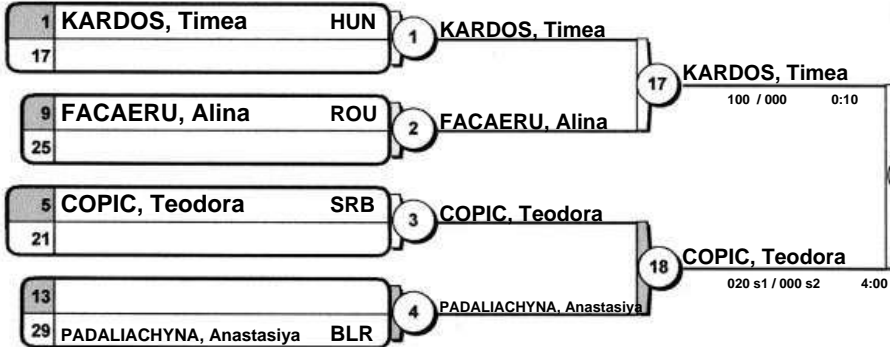 1 KARDOS, Timea HUN
17
1 KARDOS, Timea
9 FACAERU, Alina ROU
25
2 FACAERU, Alina
17 KARDOS, Timea
100 / 000 0:10
5 COPIC, Teodora SRB
21
3 COPIC, Teodora
13
29 PADALIACHYNA, Anastasiya BLR
4 PADALIACHYNA, Anastasiya
18 COPIC, Teodora
020 s1 / 000 s2 4:00